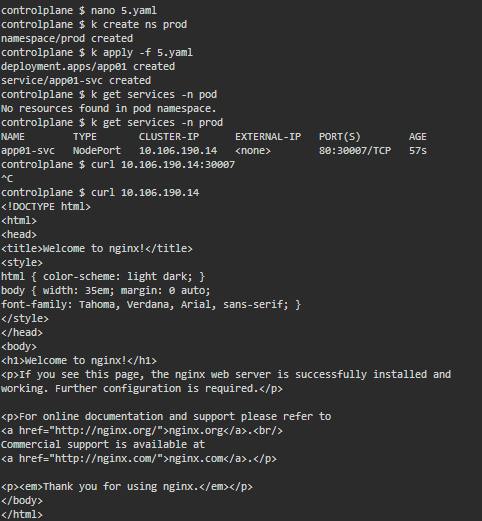 controlplane $ nano 5.yaml
controlplane $ k create ns prod
namespace/prod created
controlplane $ k apply -f 5.yaml
deployment.apps/app01 created
service/app01-svc created
controlplane $ k get services -n pod
No resources found in pod namespace.
controlplane $ k get services -n prod
NAME        TYPE       CLUSTER-IP      EXTERNAL-IP   PORT(S)        AGE
app01-svc   NodePort   10.106.190.14   <none>        80:30007/TCP   57s
controlplane $ curl 10.106.190.14:30007
^C
controlplane $ curl 10.106.190.14
<!DOCTYPE html>
<html>
<head>
<title>Welcome to nginx!</title>
<style>
html { color-scheme: light dark; }
body { width: 35em; margin: 0 auto;
font-family: Tahoma, Verdana, Arial, sans-serif; }
</style>
</head>
<body>
<h1>Welcome to nginx!</h1>
<p>If you see this page, the nginx web server is successfully installed and
working. Further configuration is required.</p>

<p>For online documentation and support please refer to
<a href="http://nginx.org/">nginx.org</a>.<br/>
Commercial support is available at
<a href="http://nginx.com/">nginx.com</a>.</p>

<p><em>Thank you for using nginx.</em></p>
</body>
</html>